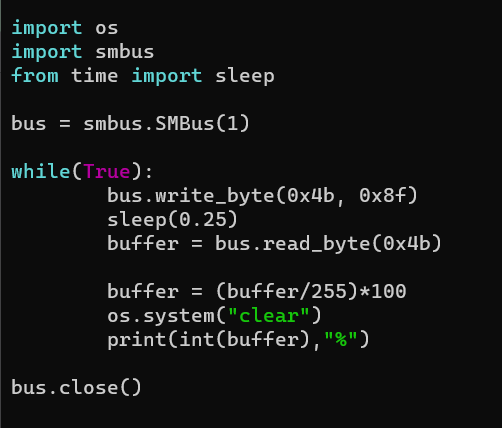 import os
import smbus
from time import sleep

bus = smbus.SMBus(1)

while(True):
        bus.write_byte(0x4b, 0x8f)
        sleep(0.25)
        buffer = bus.read_byte(0x4b)

        buffer = (buffer/255)*100
        os.system("clear")
        print(int(buffer),"%")

bus.close()